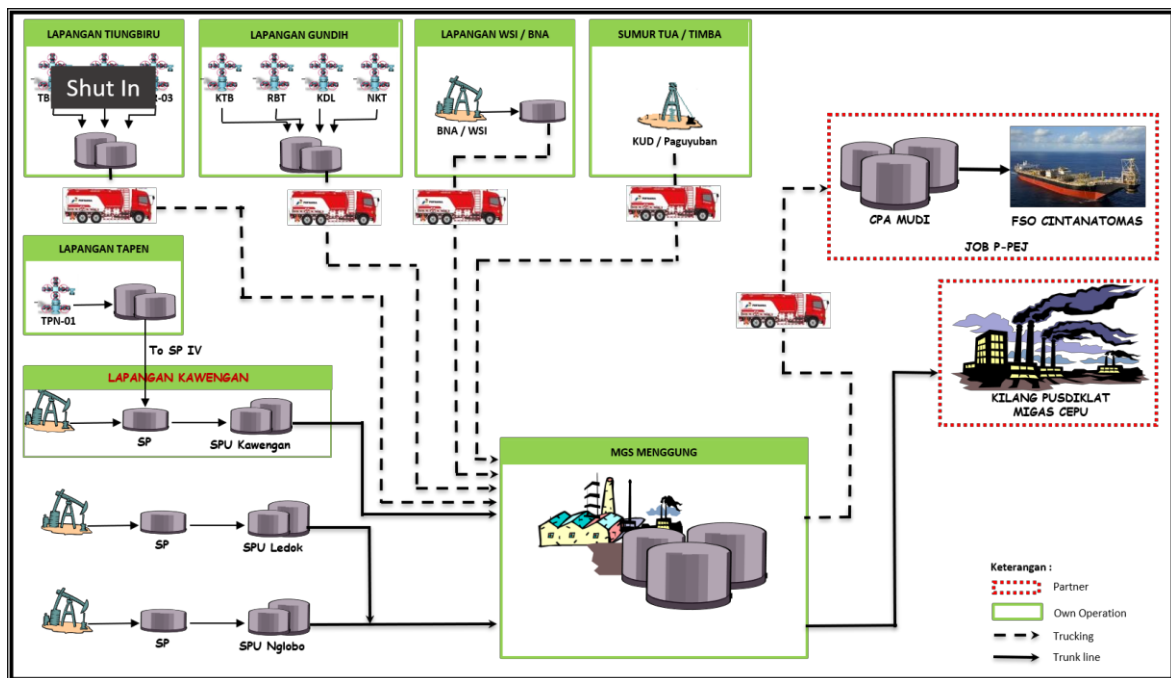 LAPANGAN TIUNGBIRU
Shut In
-03
LAPANGAN GUNDIH
KTB
RBT
KDL
NKT
LAPANGAN WSI / BNA
BNA / WSI
SUMUR TUA / TIMBA
KUD / Paguyuban
CPA MUDI
FSO CINTANATOMAS
JOB P-PEJ
LAPANGAN TAPEN
TPN-01
To SP IV
LAPANGAN KAWENGAN
SP
SPU Kawengan
SP
SPU Ledok
SP
SPU Nglobo
MGS MENGGUNG
KILANG PUSDIKLAT
MIGAS CEPU
Keterangan :
Partner
Own Operation
Trucking
Trunk line